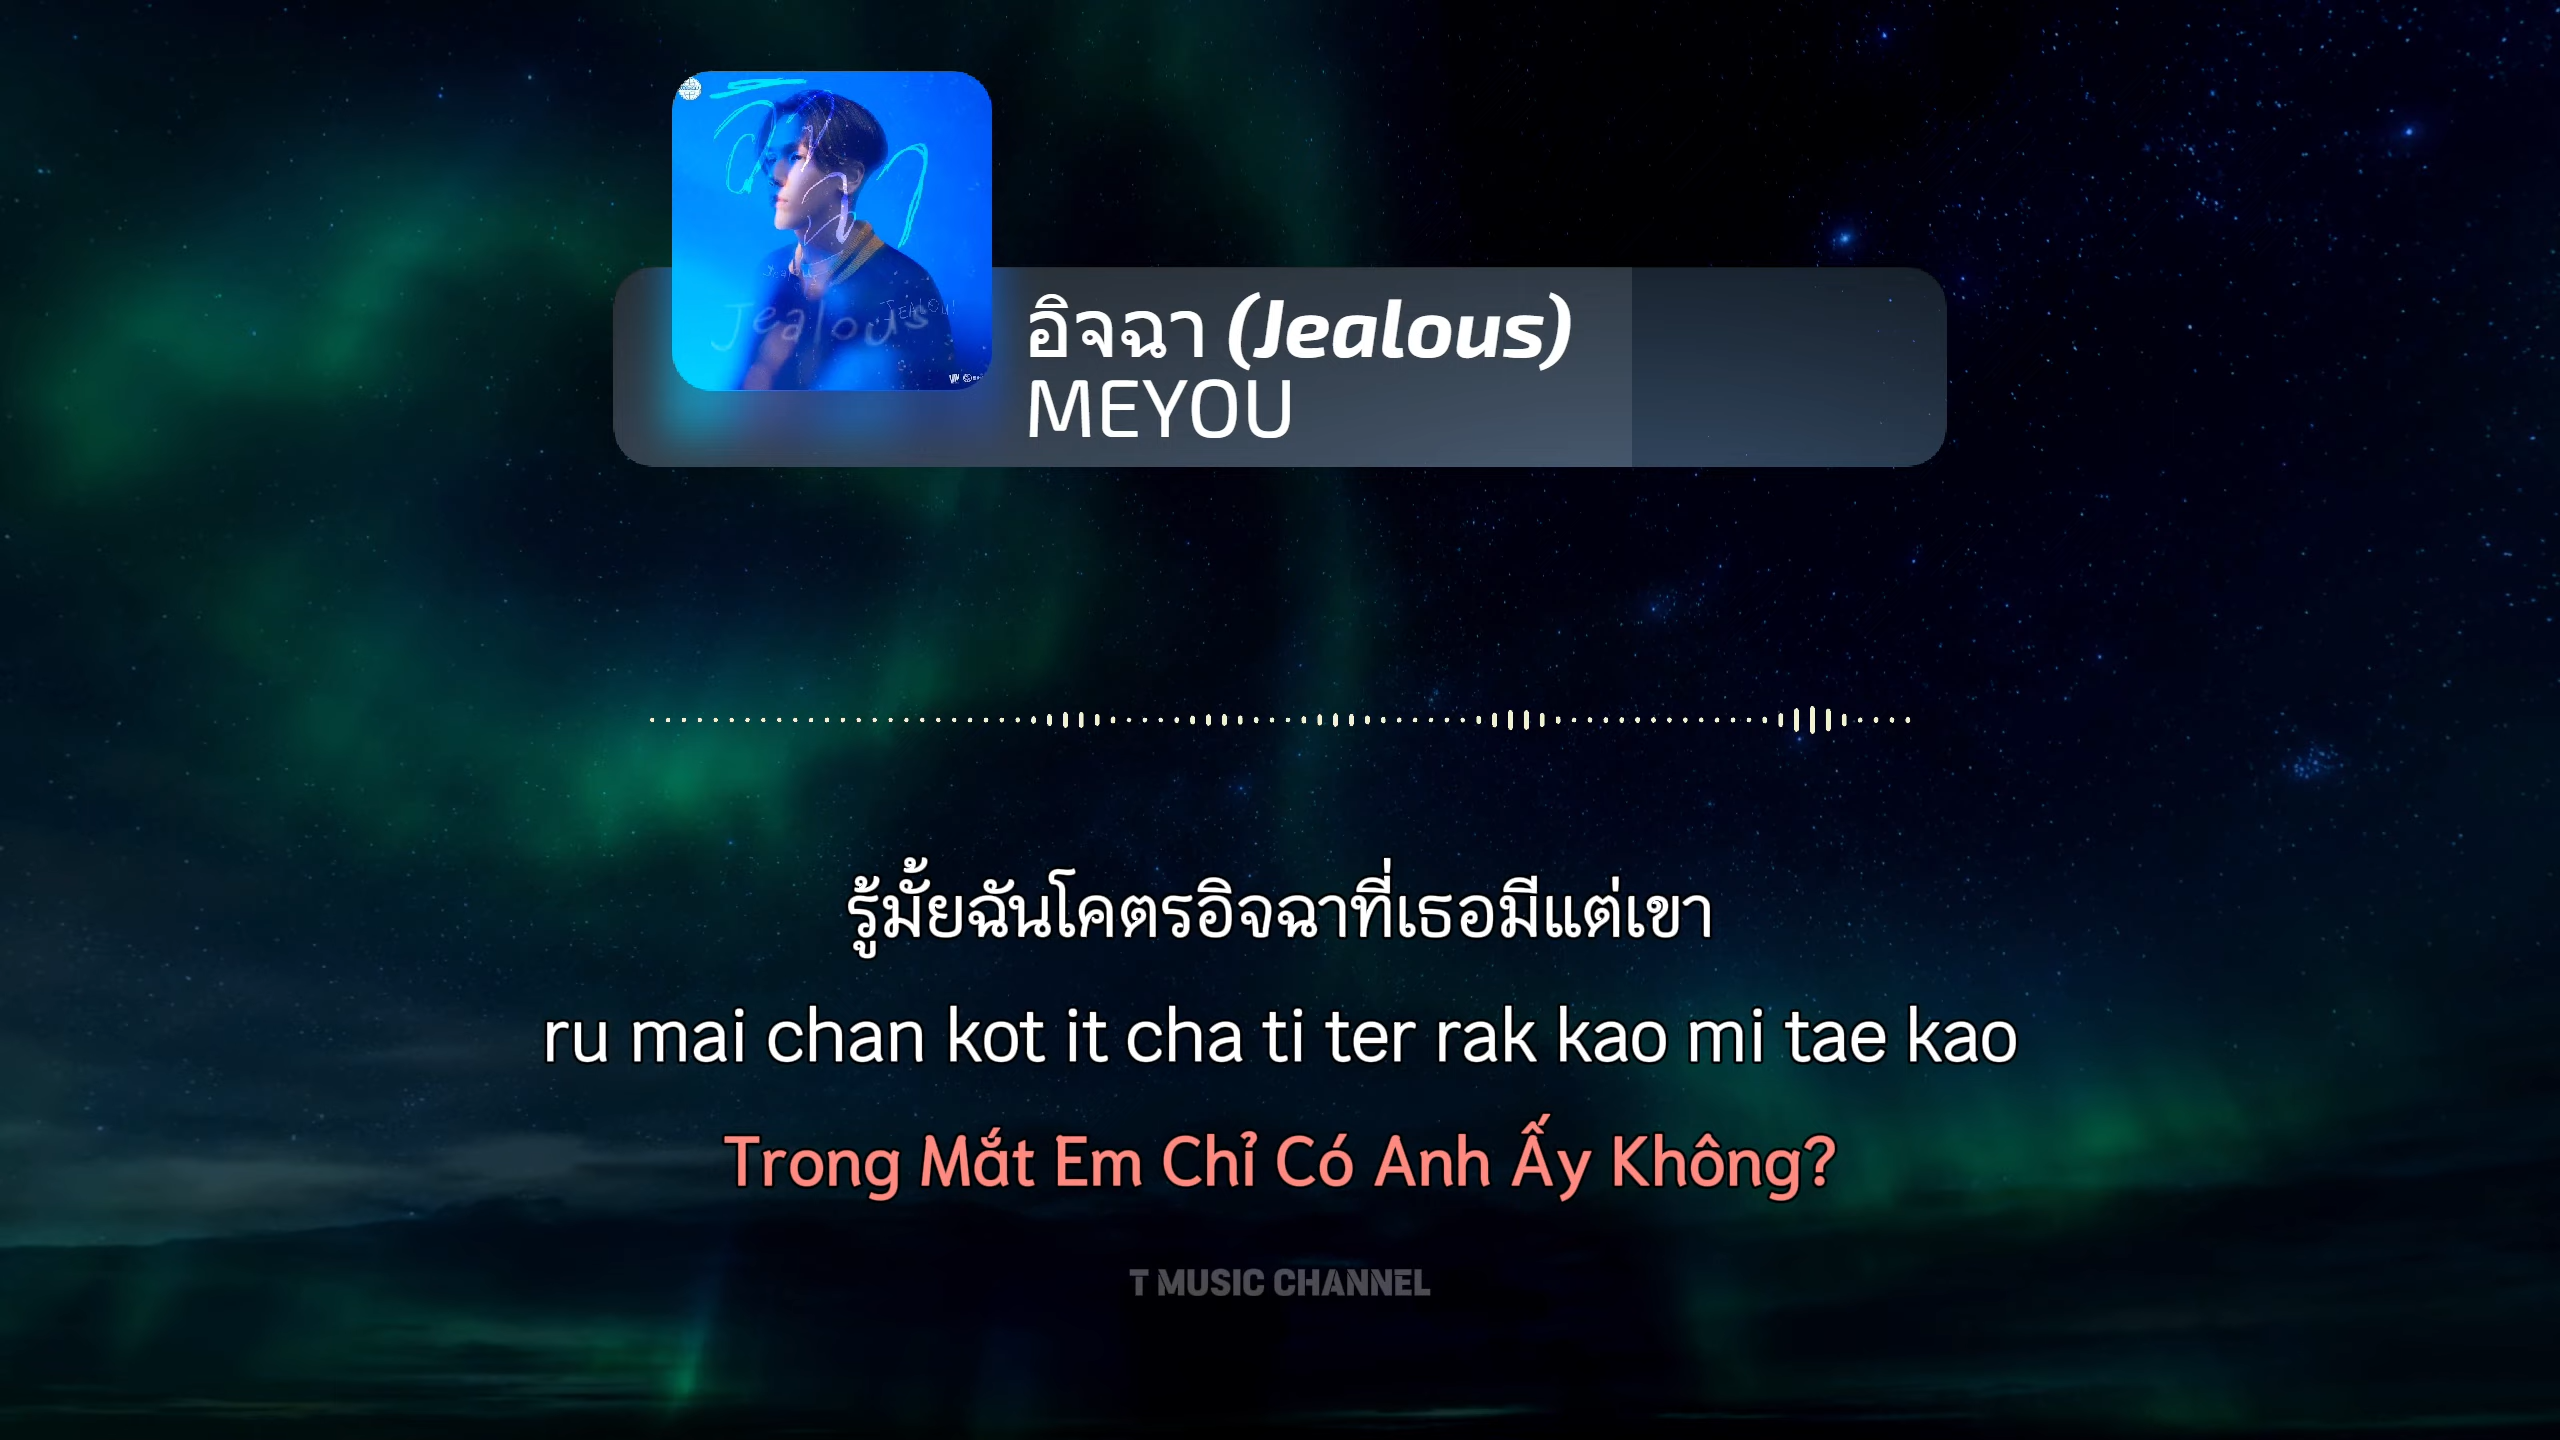 Jealous
JEALOUS
อิจฉา (Jealous)
MEYOU
รู้มั้ยฉันโคตรอิจฉาที่เธอมีแต่เขา
ru mai chan kot it cha ti ter rak kao mi tae kao
Trong Mắt Em Chỉ Có Anh Ấy Không?
T MUSIC CHANNEL